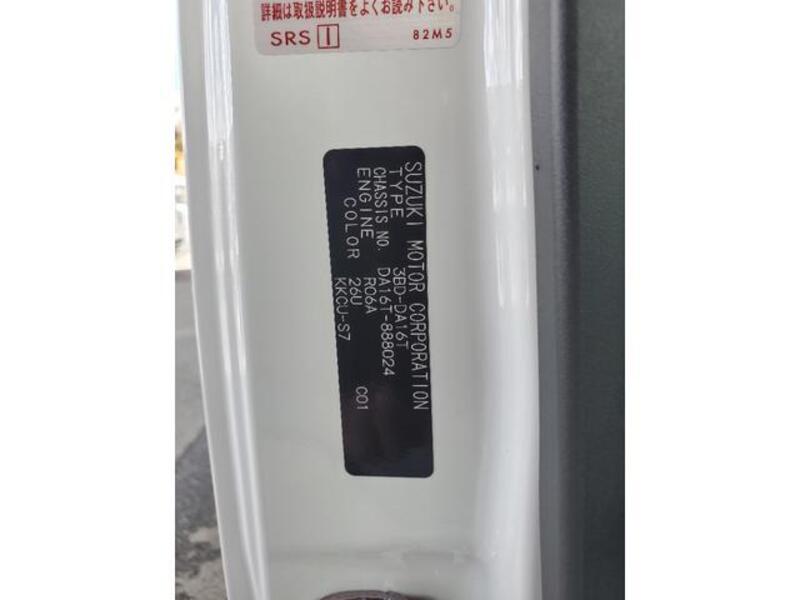 詳細は取扱説明書をよくお読み下さい。
SRS I 82M5
SUZUKI MOTOR CORPORATION
TYPE 3BD-DA16T
CHASSIS NO. DA16T-888024
ENGINE R06A C01
COLOR 26U
KKCU-S7